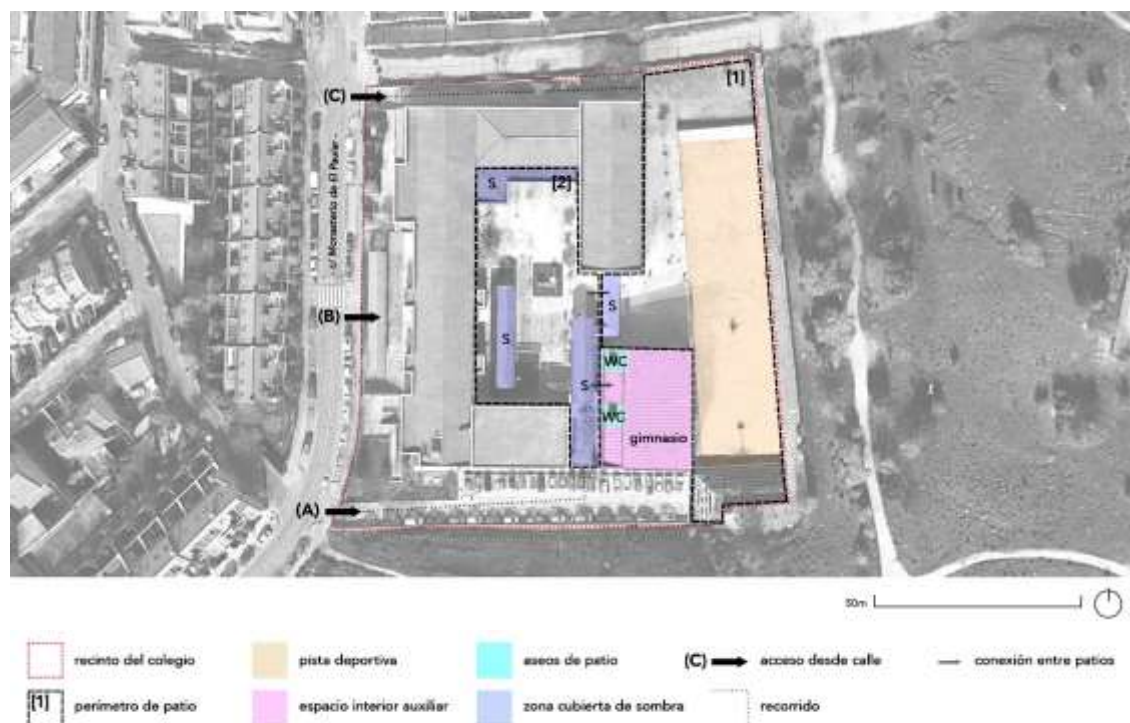 [1]
(C)
[2]
S
c/ Monasterio de El Paular
S
(B)
S
WC
S
WC
gimnasio
(A)
50m
recinto del colegio
pista deportiva
aseos de patio
(C)
acceso desde calle
conexión entre patios
[1]
perímetro de patio
espacio interior auxiliar
zona cubierta de sombra
recorrido